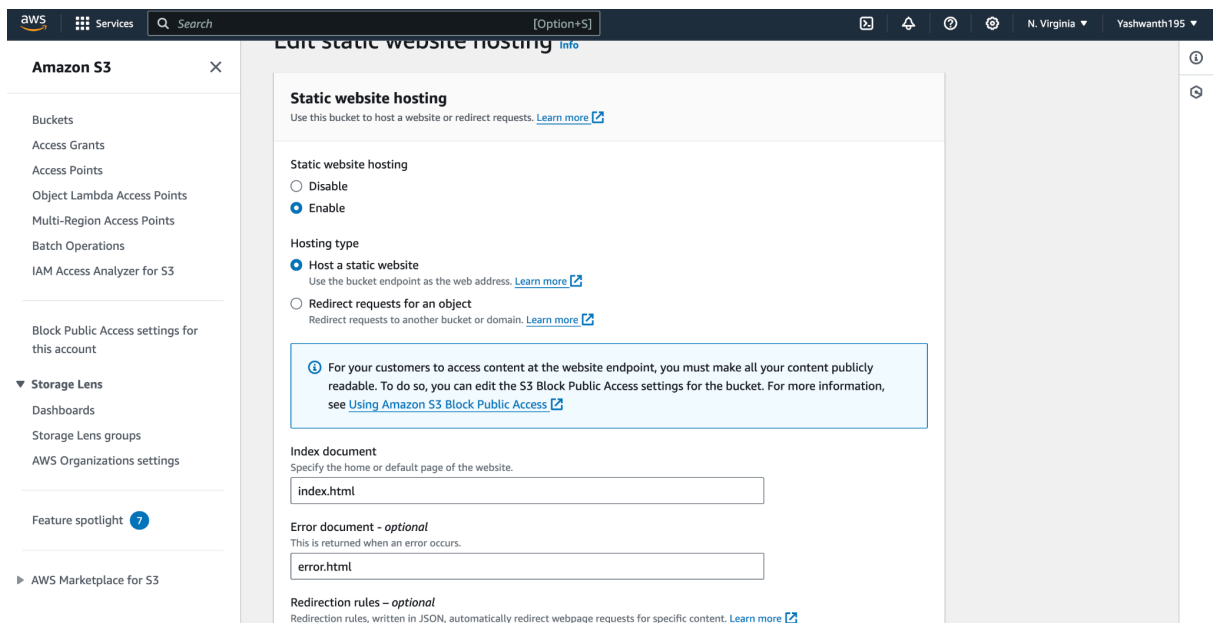 aws
Services
Search
[Option+S]
N. Virginia
Yashwanth195
Amazon S3
Buckets
Access Grants
Access Points
Object Lambda Access Points
Multi-Region Access Points
Batch Operations
IAM Access Analyzer for S3
Block Public Access settings for
this account
Storage Lens
Dashboards
Storage Lens groups
AWS Organizations settings
Feature spotlight 7
AWS Marketplace for S3
Edit static website hosting Info
Static website hosting
Use this bucket to host a website or redirect requests. Learn more
Static website hosting
Disable
Enable
Hosting type
Host a static website
Use the bucket endpoint as the web address. Learn more
Redirect requests for an object
Redirect requests to another bucket or domain. Learn more
For your customers to access content at the website endpoint, you must make all your content publicly
readable. To do so, you can edit the S3 Block Public Access settings for the bucket. For more information,
see Using Amazon S3 Block Public Access
Index document
Specify the home or default page of the website.
index.html
Error document - optional
This is returned when an error occurs.
error.html
Redirection rules – optional
Redirection rules, written in JSON, automatically redirect webpage requests for specific content. Learn more